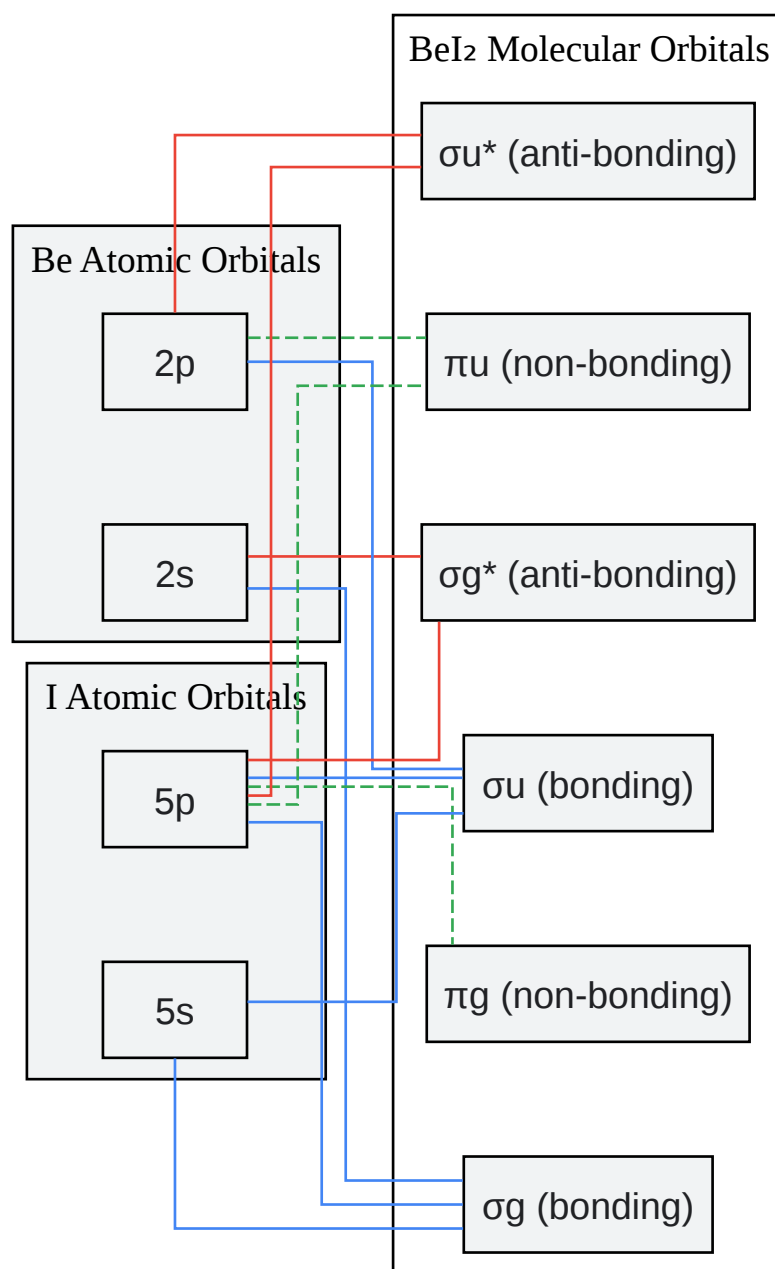 BeI₂ Molecular Orbitals
σu* (anti-bonding)
Be Atomic Orbitals
2p
πu (non-bonding)
2s
σg* (anti-bonding)
I Atomic Orbitals
5p
σu (bonding)
5s
πg (non-bonding)
σg (bonding)